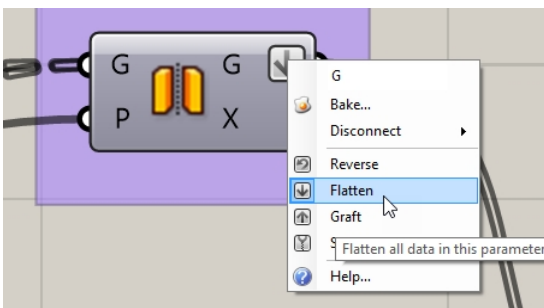 G G
P X
G
Bake...
Disconnect
Reverse
Flatten
Graft
S
Flatten all data in this parameter
Help...